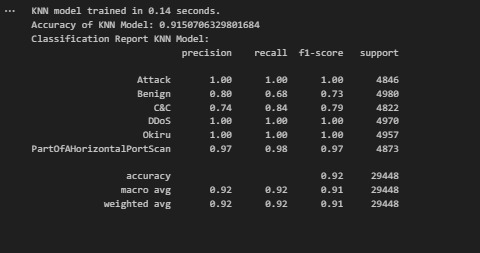 KNN model trained in 0.14 seconds.
Accuracy of KNN Model: 0.9150706329801684
Classification Report KNN Model:
precision recall f1-score support
Attack 1.00 1.00 1.00 4846
Benign 0.80 0.68 0.73 4980
C&C 0.74 0.84 0.79 4822
DDoS 1.00 1.00 1.00 4970
Okiru 1.00 1.00 1.00 4957
PartOfAHorizontalPortScan 0.97 0.98 0.97 4873
accuracy 0.92 29448
macro avg 0.92 0.92 0.91 29448
weighted avg 0.92 0.92 0.91 29448